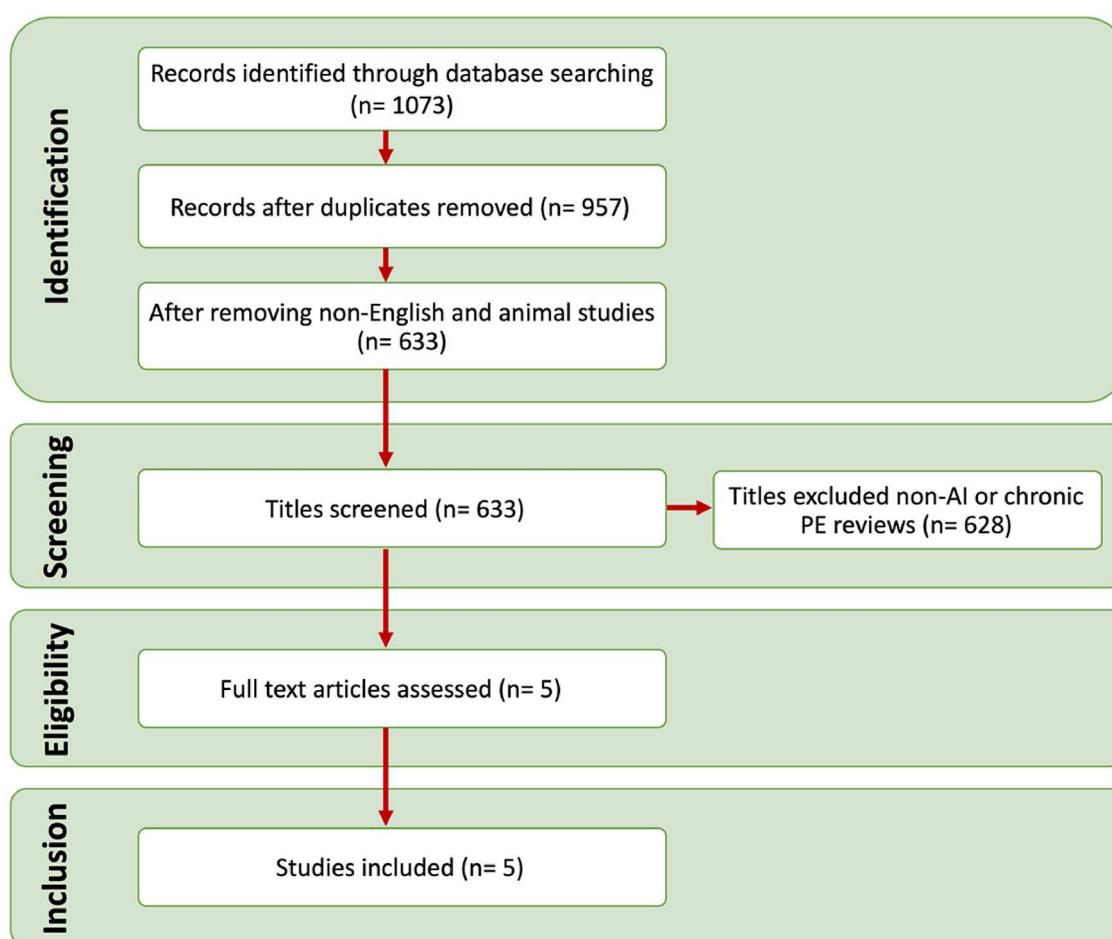 Identification
Records identified through database searching
(n= 1073)
Records after duplicates removed (n= 957)
After removing non-English and animal studies
(n= 633)
Screening
Titles screened (n= 633)
Titles excluded non-AI or chronic
PE reviews (n= 628)
Eligibility
Full text articles assessed (n= 5)
Inclusion
Studies included (n= 5)